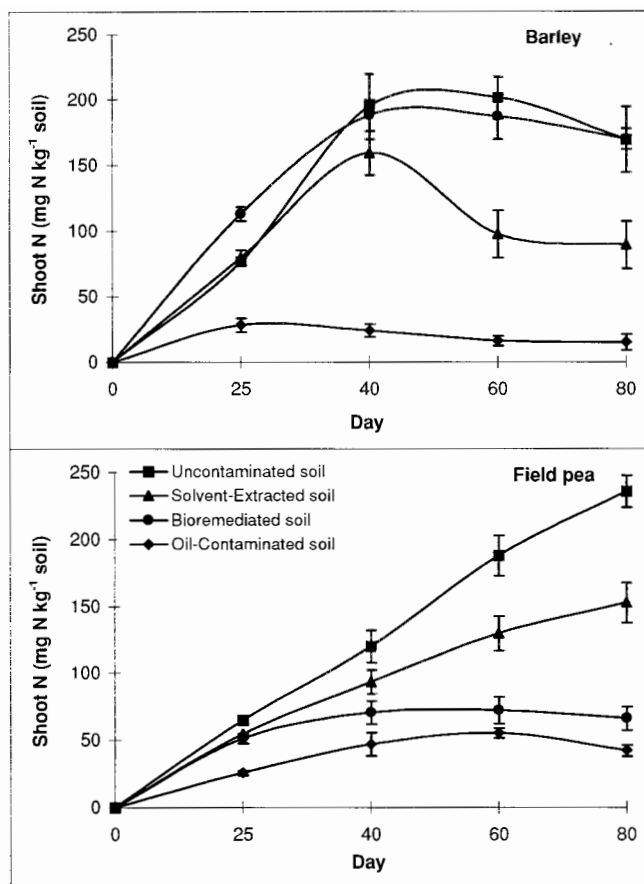 Barley
250
200
150
100
50
0
Shoot N (mg N kg⁻¹ soil)
0 25 40 60 80
Day
Field pea
Uncontaminated soil
Solvent-Extracted soil
Bioremediated soil
Oil-Contaminated soil
250
200
150
100
50
0
Shoot N (mg N kg⁻¹ soil)
0 25 40 60 80
Day